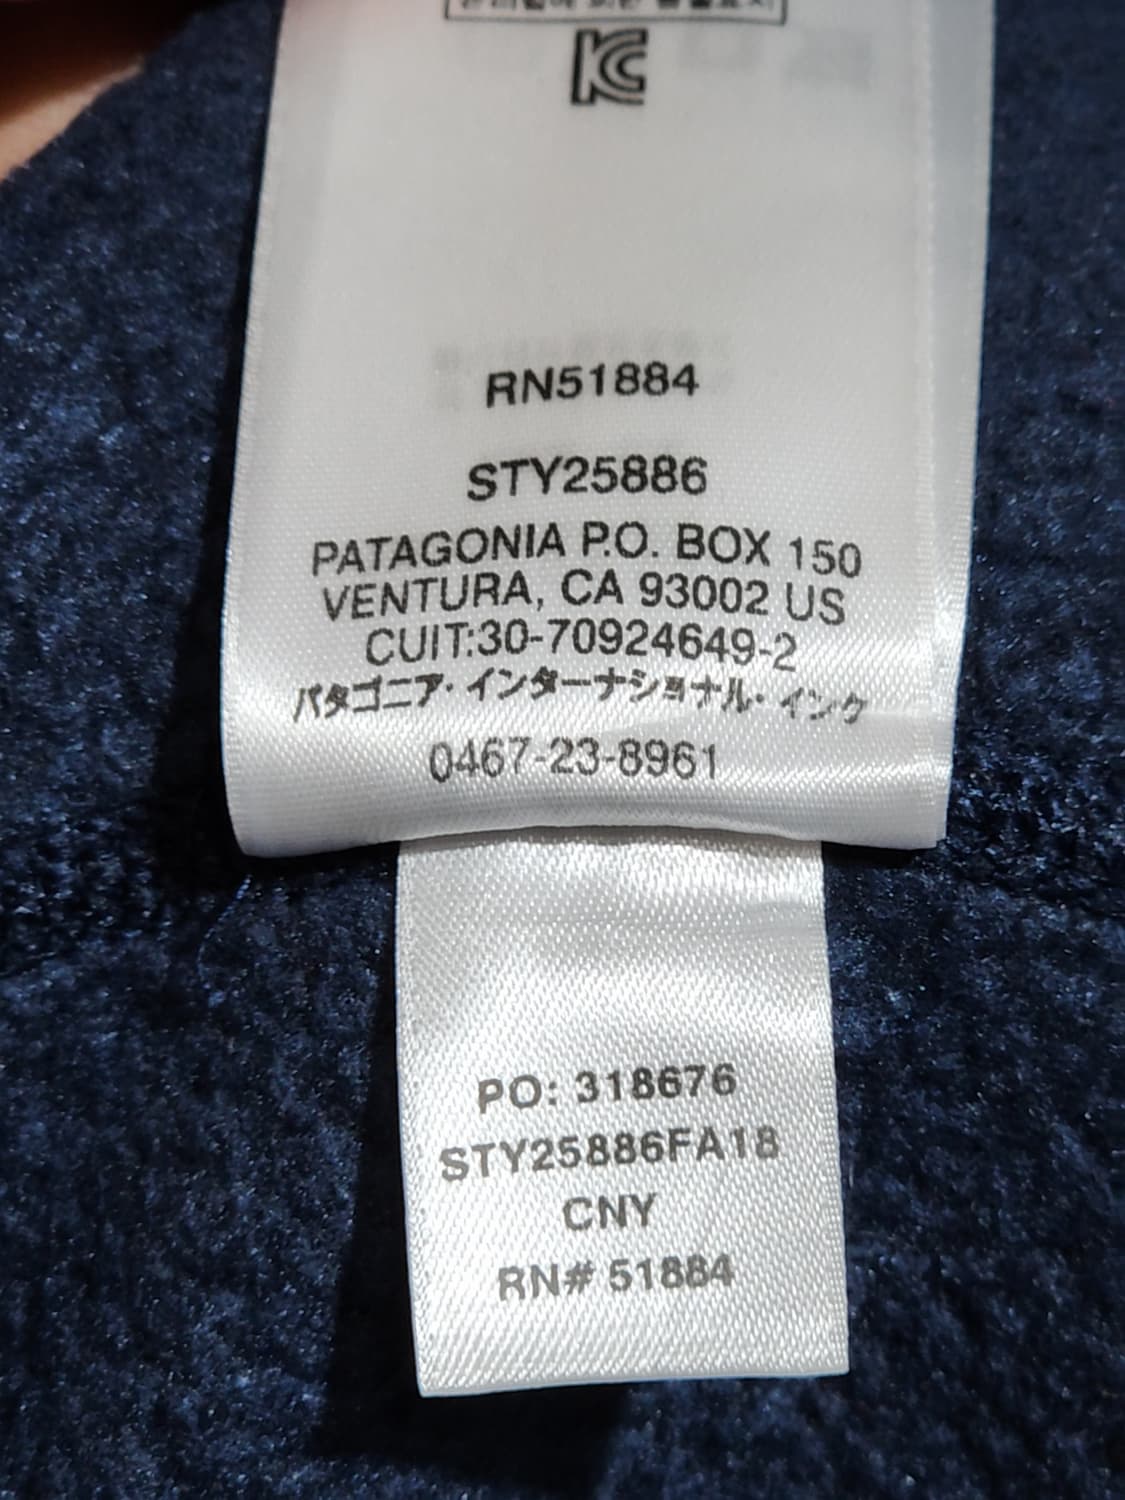 KC
RN51884
STY25886
PATAGONIA P.O. BOX 150
VENTURA, CA 93002 US
CUIT:30-70924649-2
パタゴニア・インターナショナル・インク
0467-23-8961
PO: 318676
STY25886FA18
CNY
RN# 51884